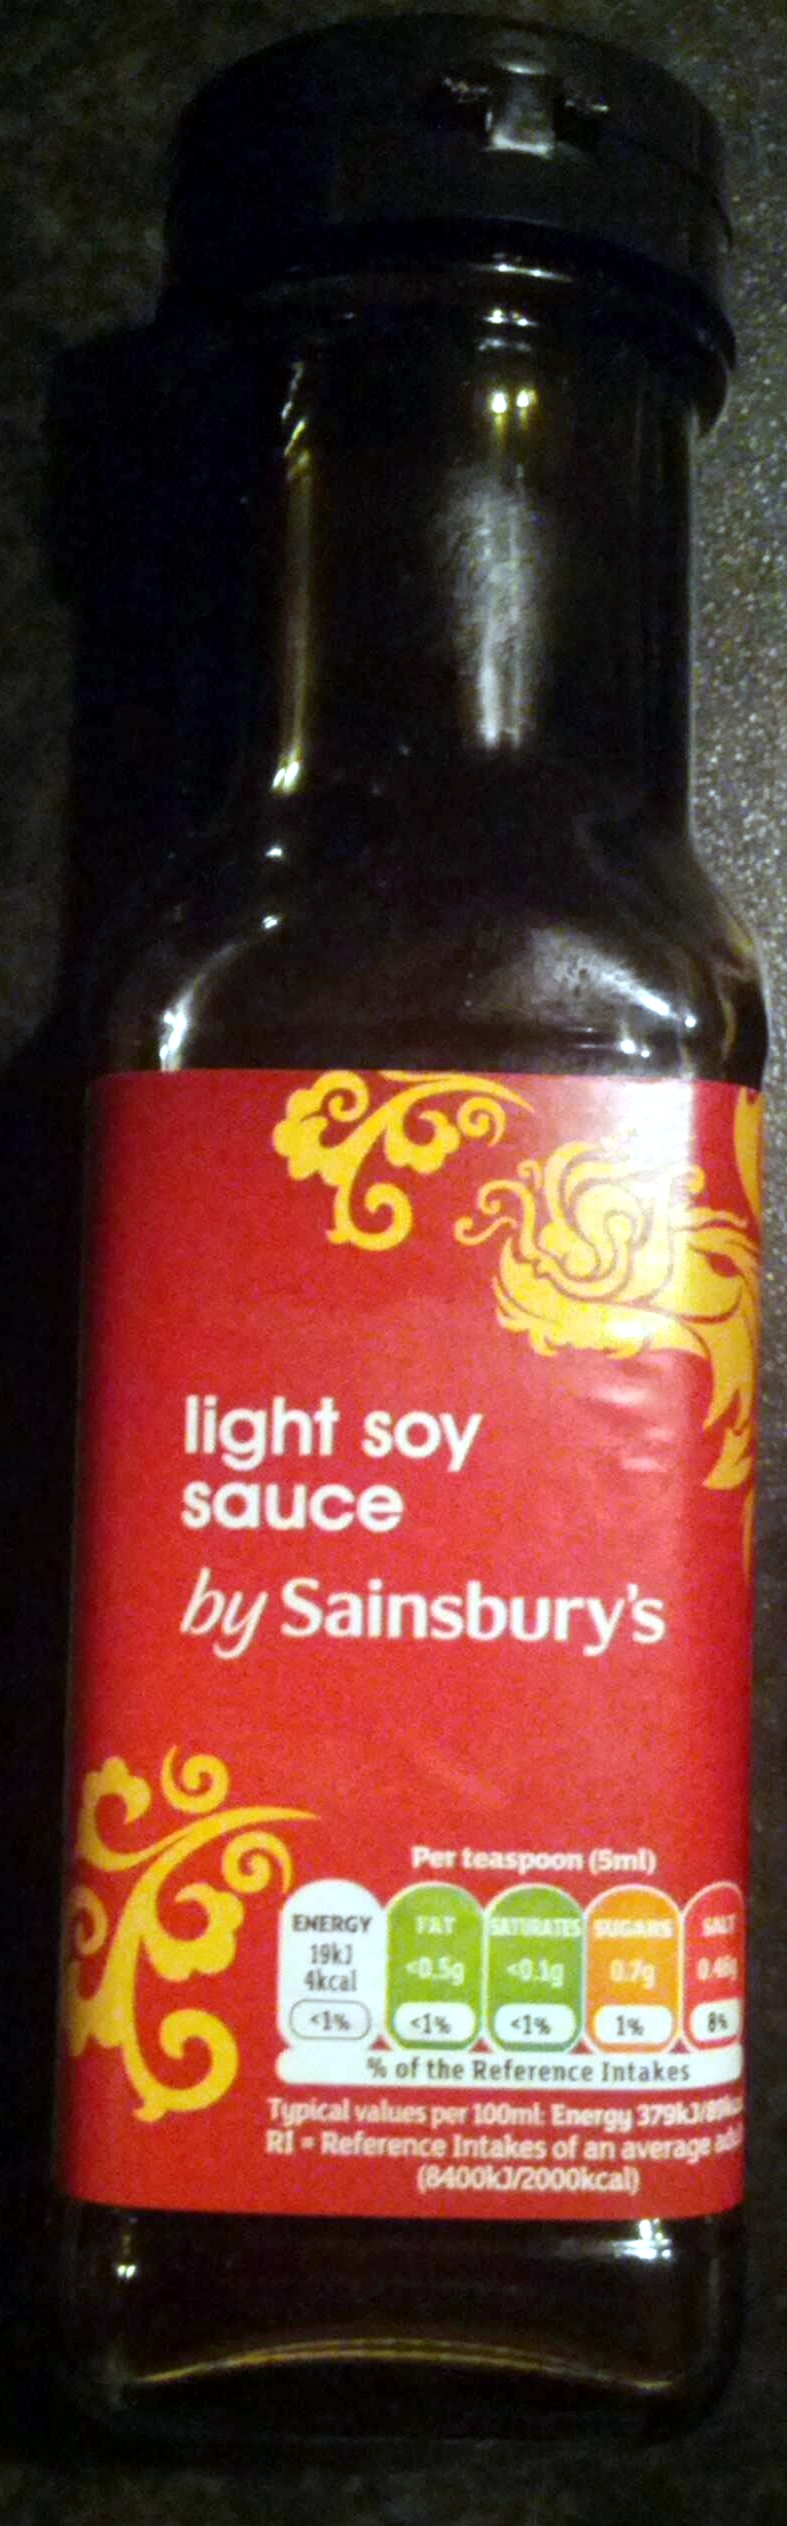 light soy
sauce
by Sainsbury's
Per teaspoon (5ml)
ENERGY FAT SATURATES SUGARS SALT
19kJ
4kcal <0.5g <0.1g 0.7g
<1% <1% <1% 1% 8%
% of the Reference Intakes
Typical values per 100ml: Energy 379kJ/
RI = Reference Intakes of an average
(8400kJ/2000kcal)